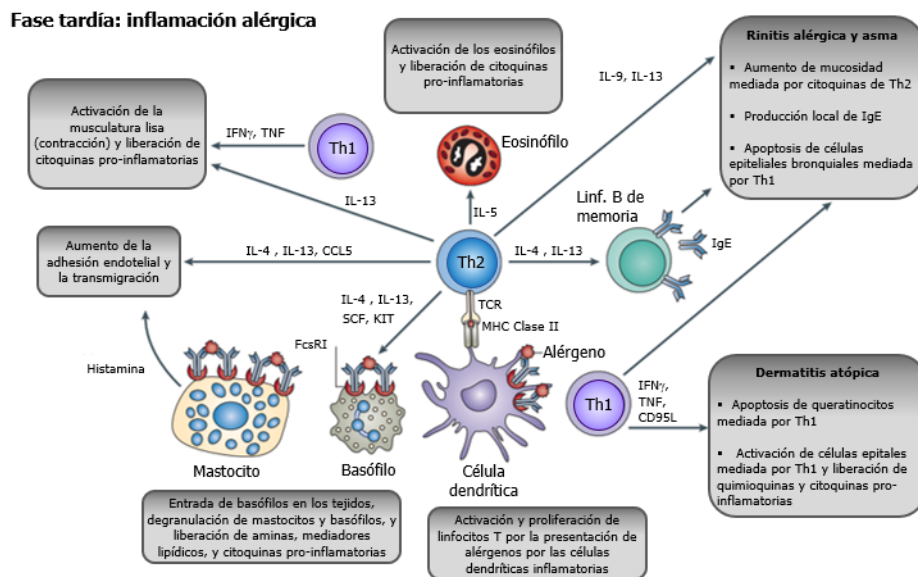 Fase tardía: inflamación alérgica
Activación de los eosinófilos
y liberación de citoquinas
pro-inflamatorias
Rinitis alérgica y asma
▪ Aumento de mucosidad
mediada por citoquinas de Th2
▪ Producción local de IgE
▪ Apoptosis de células
epiteliales bronquiales mediada
por Th1
IL-9, IL-13
Activación de la
musculatura lisa
(contracción) y liberación de
citoquinas pro-inflamatorias
IFNγ, TNF
Th1
Eosinófilo
IL-13
IL-5
Linf. B de
memoria
IgE
Aumento de la
adhesión endotelial y
la transmigración
IL-4 , IL-13, CCL5
Th2
IL-4 , IL-13
IL-4 , IL-13,
SCF, KIT
TCR
MHC Clase II
FcsRI
Alérgeno
Histamina
Th1
IFNγ,
TNF,
CD95L
Dermatitis atópica
▪ Apoptosis de queratinocitos
mediada por Th1
▪ Activación de células epitales
mediada por Th1 y liberación de
quimioquinas y citoquinas pro-
inflamatorias
Mastocito
Basófilo
Célula
dendrítica
Entrada de basófilos en los tejidos,
degranulación de mastocitos y basófilos, y
liberación de aminas, mediadores
lipídicos, y citoquinas pro-inflamatorias
Activación y proliferación de
linfocitos T por la presentación de
alérgenos por las células
dendríticas inflamatorias